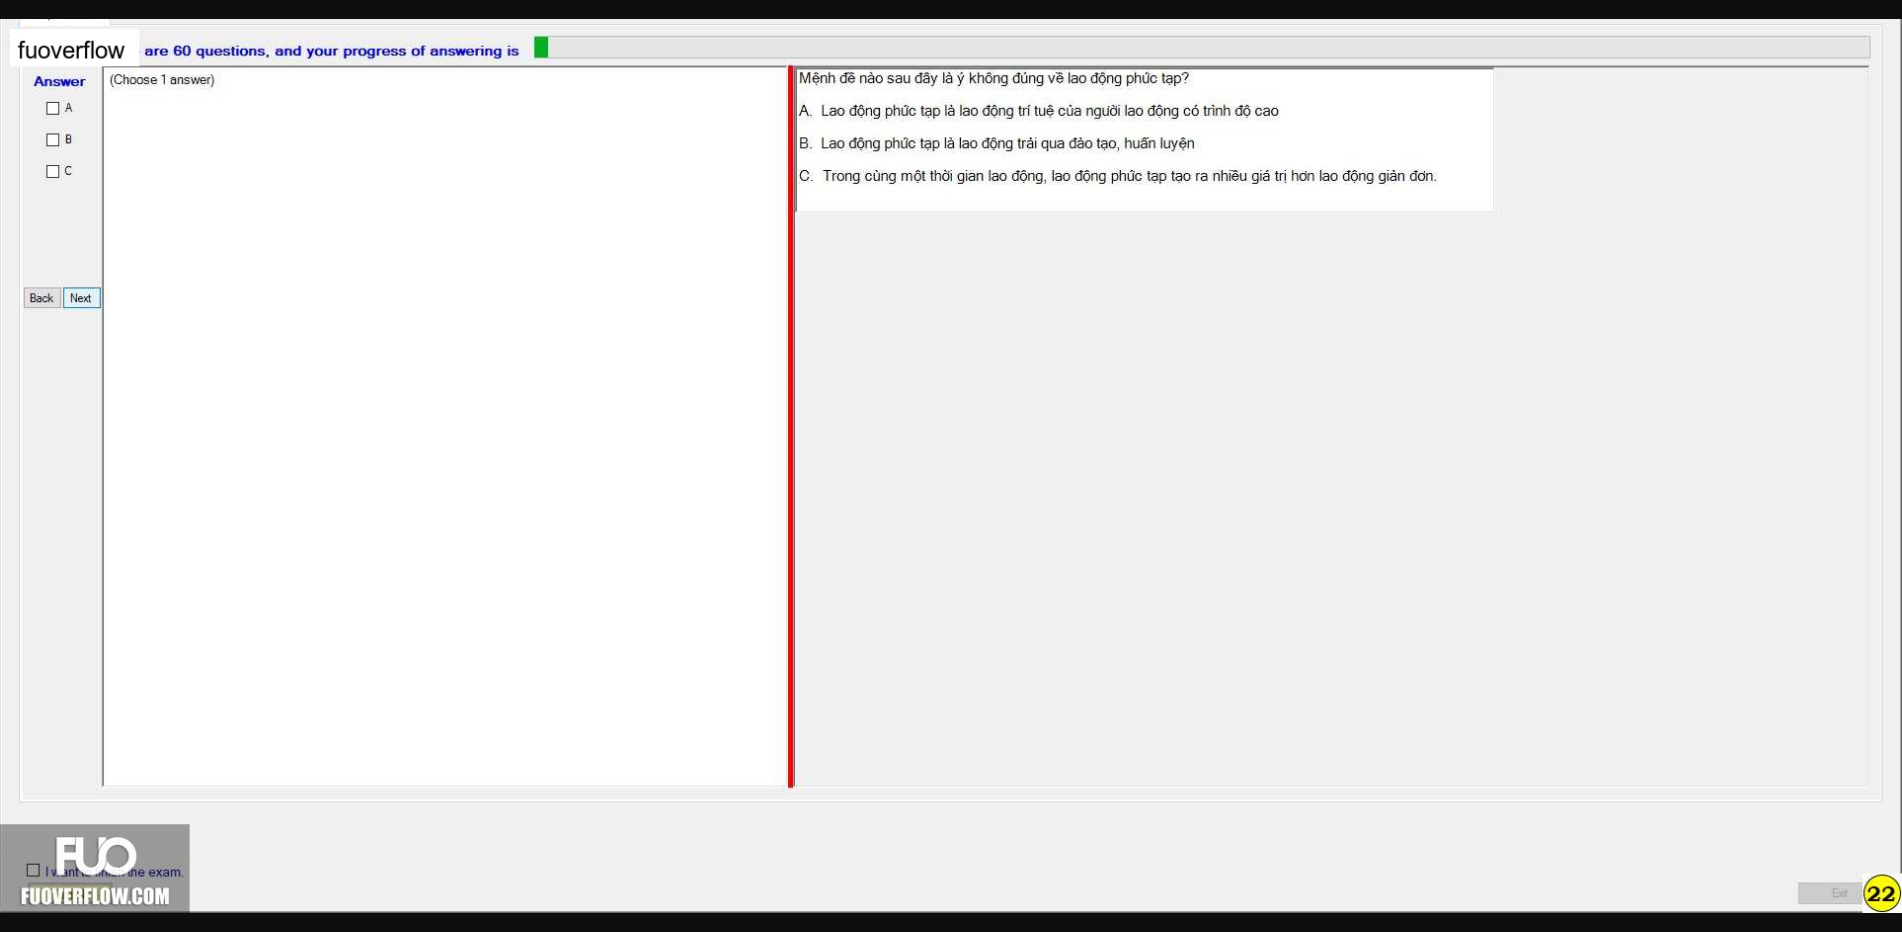 fuoverflow are 60 questions, and your progress of answering is
Answer
(Choose 1 answer)
A
B
C
Back Next
Mệnh đề nào sau đây là ý không đúng về lao động phức tạp?
A. Lao động phức tạp là lao động trí tuệ của người lao động có trình độ cao
B. Lao động phức tạp là lao động trải qua đào tạo, huấn luyện
C. Trong cùng một thời gian lao động, lao động phức tạp tạo ra nhiều giá trị hơn lao động giản đơn.
FUO
I want to finish the exam.
FUOVERFLOW.COM
Exit
22